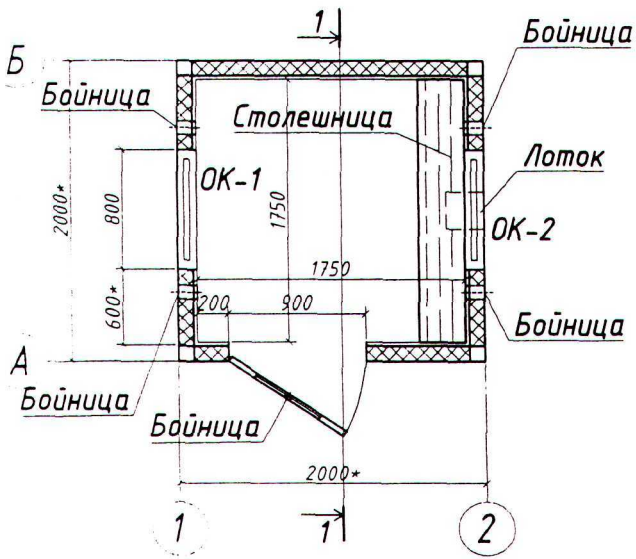 1
Б
Бойница
Бойница
Столешница
Лоток
ОК-1
ОК-2
2000*
800
1750
1750
600*
200
900
А
Бойница
Бойница
Бойница
2000*
1
1
2